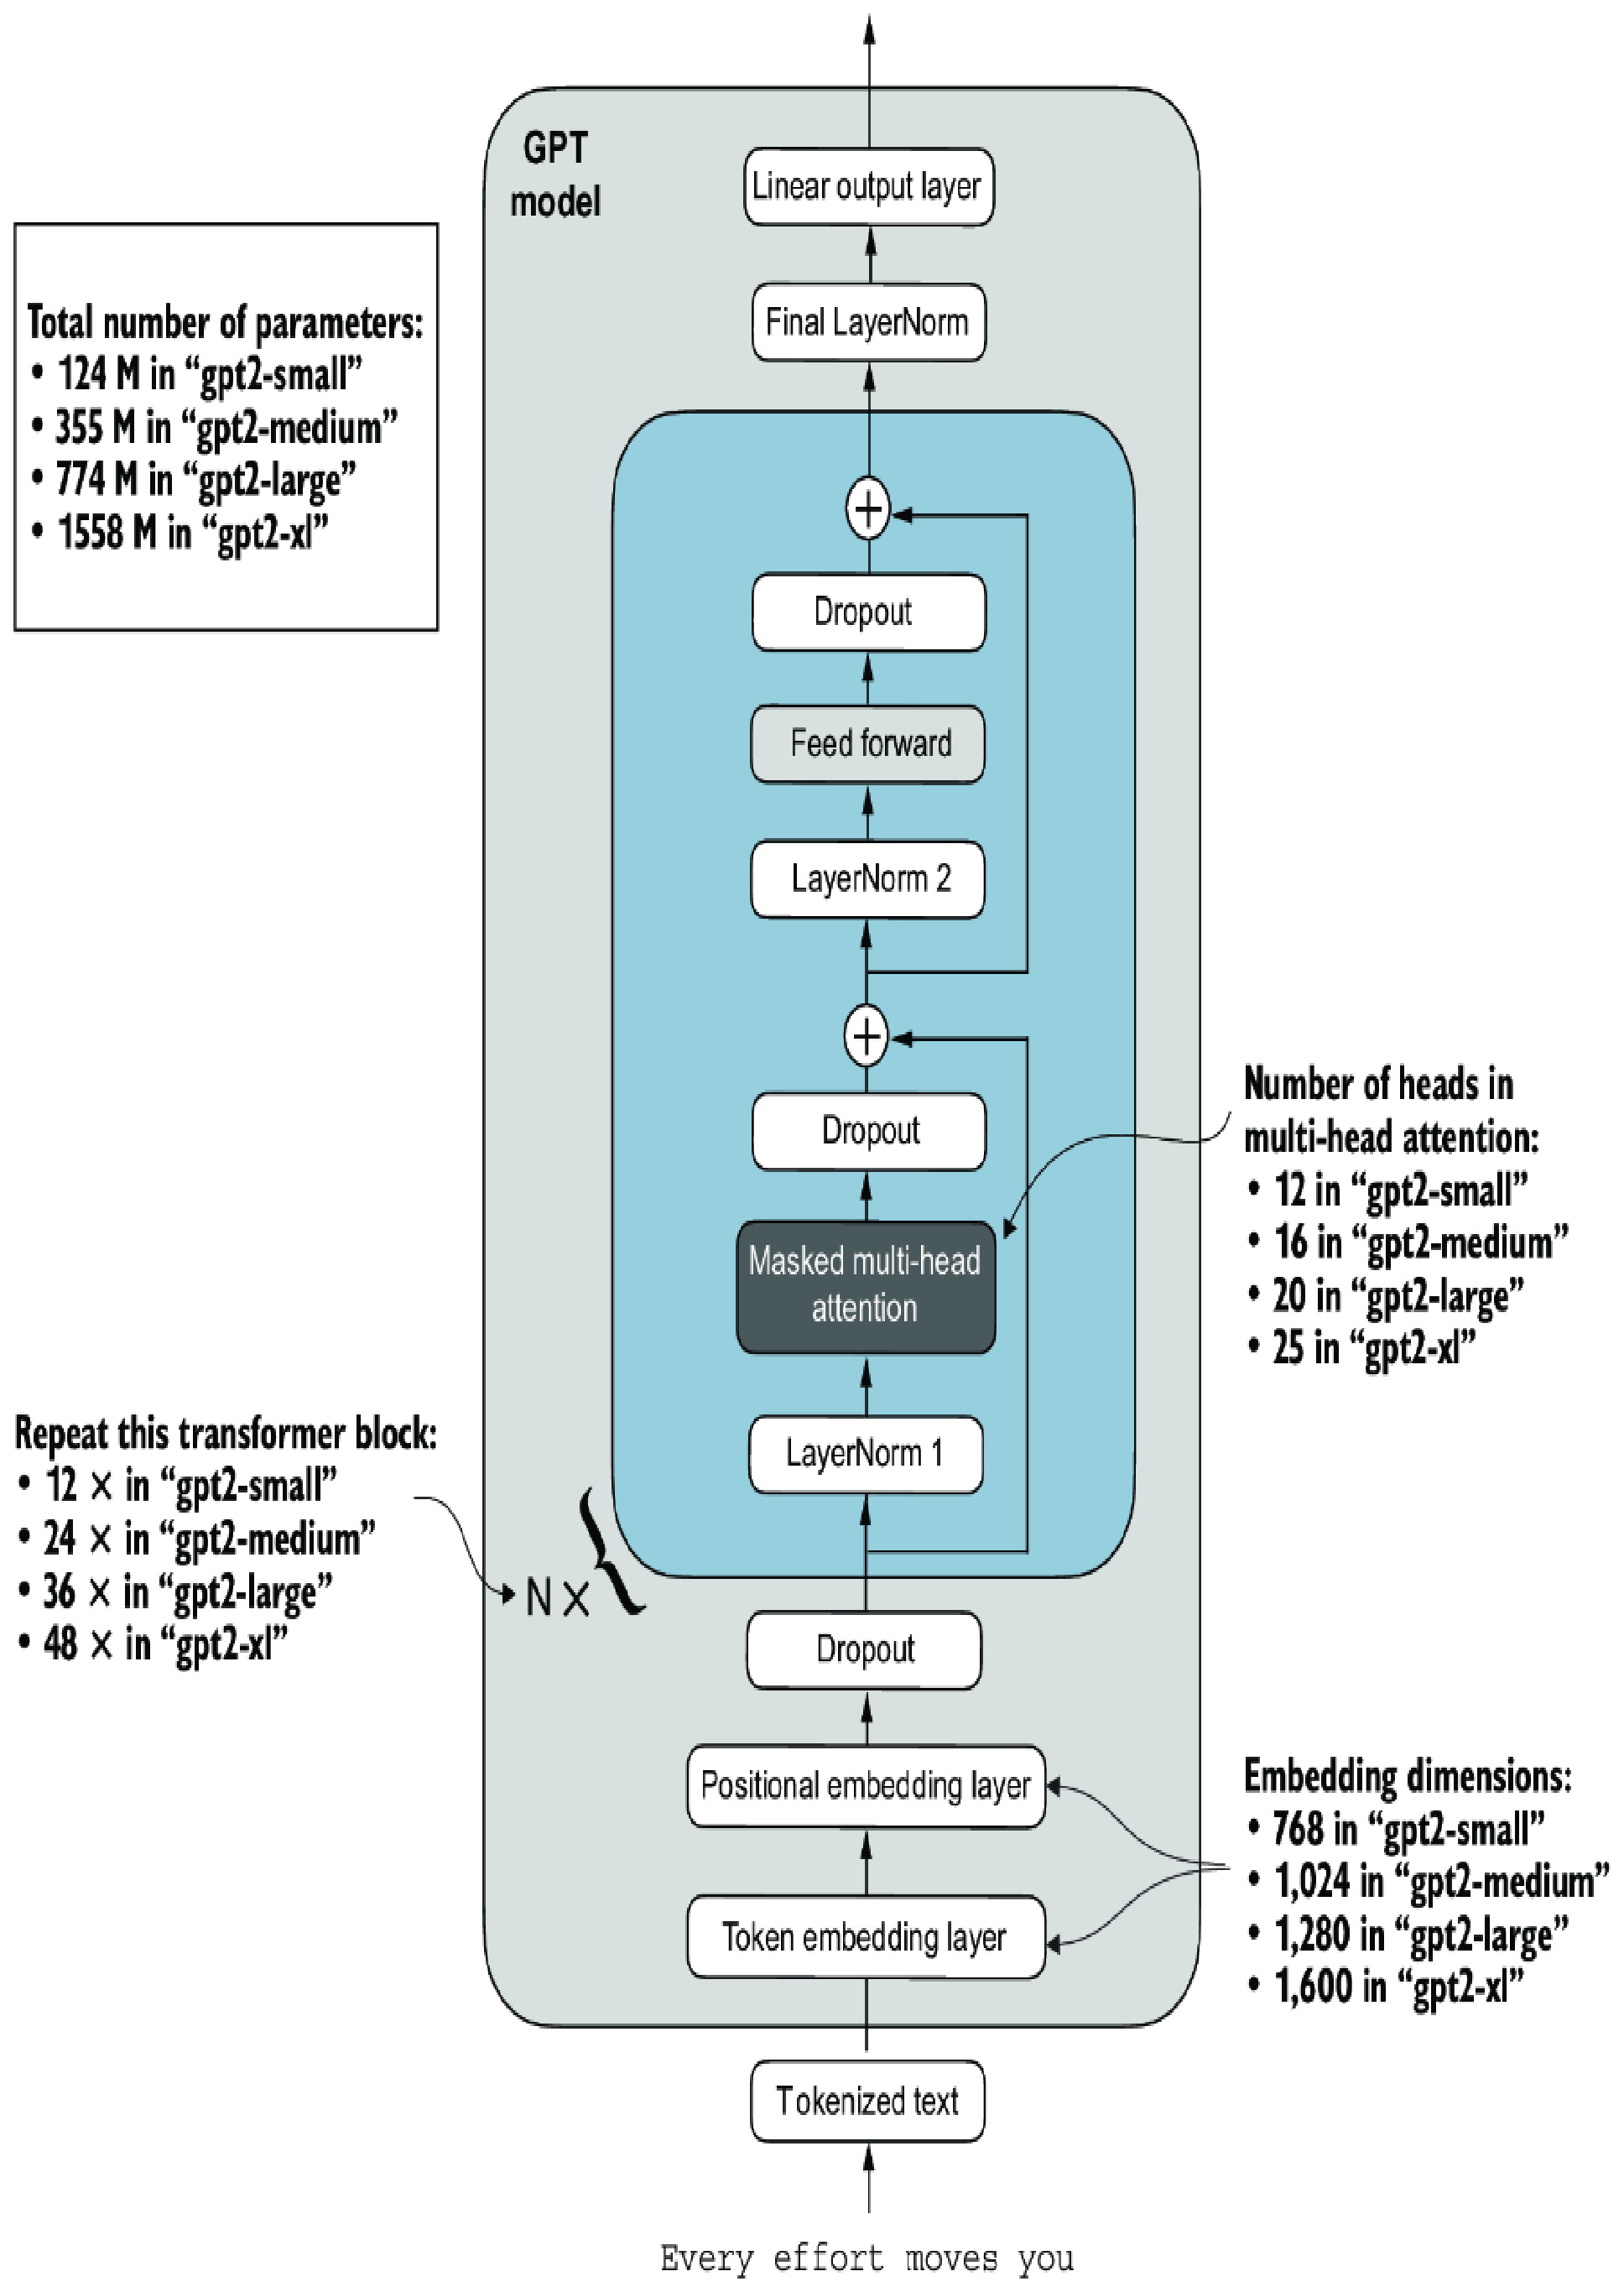 GPT
model
Linear output layer
Final LayerNorm
Total number of parameters:
• 124 M in “gpt2-small”
• 355 M in “gpt2-medium”
• 774 M in “gpt2-large”
• 1558 M in “gpt2-xl”
+
Dropout
Feed forward
LayerNorm 2
+
Dropout
Masked multi-head
attention
LayerNorm 1
Number of heads in
multi-head attention:
• 12 in “gpt2-small”
• 16 in “gpt2-medium”
• 20 in “gpt2-large”
• 25 in “gpt2-xl”
Repeat this transformer block:
• 12 × in “gpt2-small”
• 24 × in “gpt2-medium”
• 36 × in “gpt2-large”
• 48 × in “gpt2-xl”
N × {
Dropout
Positional embedding layer
Token embedding layer
Embedding dimensions:
• 768 in “gpt2-small”
• 1,024 in “gpt2-medium”
• 1,280 in “gpt2-large”
• 1,600 in “gpt2-xl”
Tokenized text
Every effort moves you